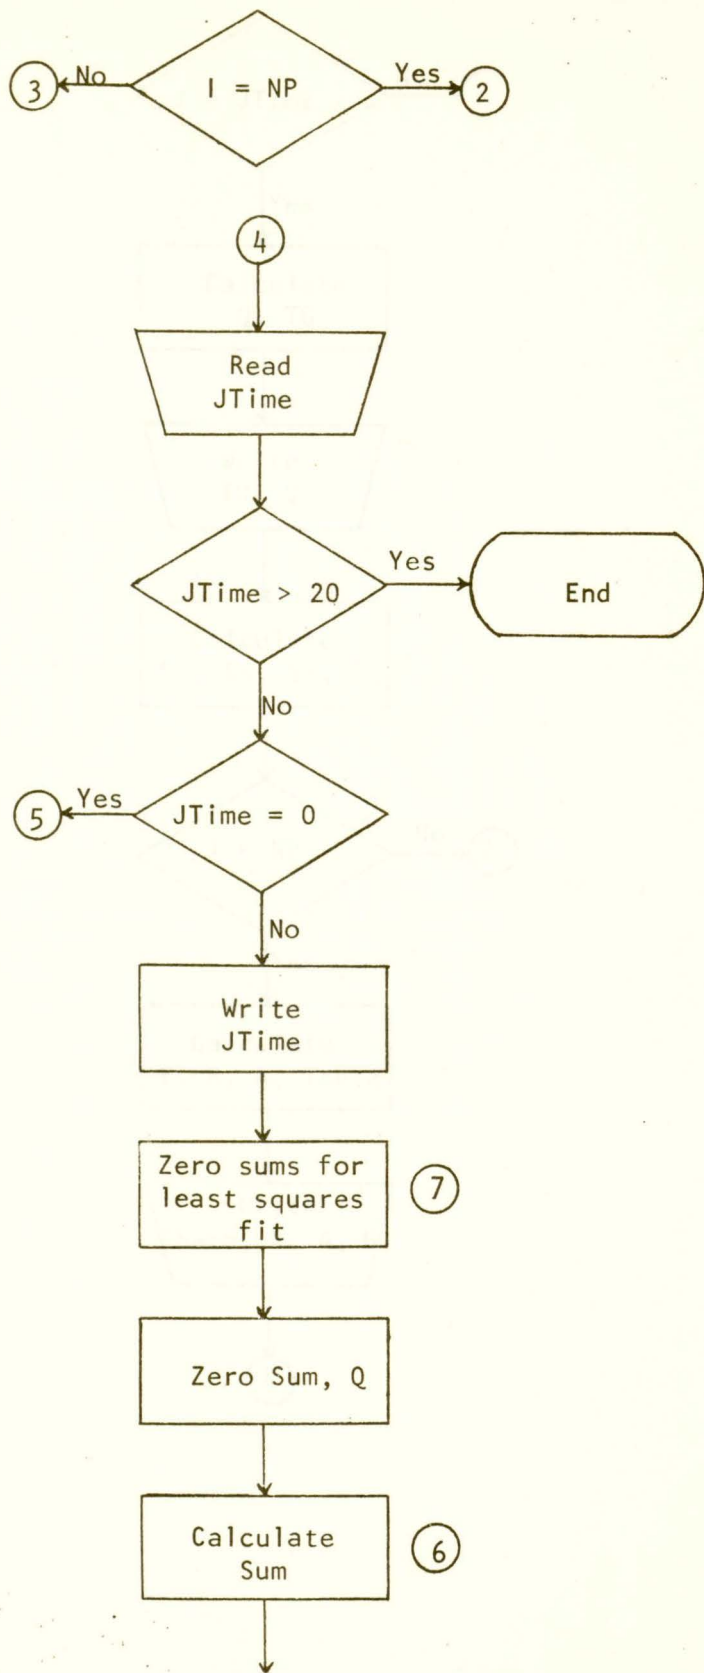 3
No
I = NP
Yes
2
4
Read
JTime
JTime > 20
Yes
End
No
5
Yes
JTime = 0
No
Write
JTime
Zero sums for
least squares
fit
7
Zero Sum, Q
Calculate
Sum
6